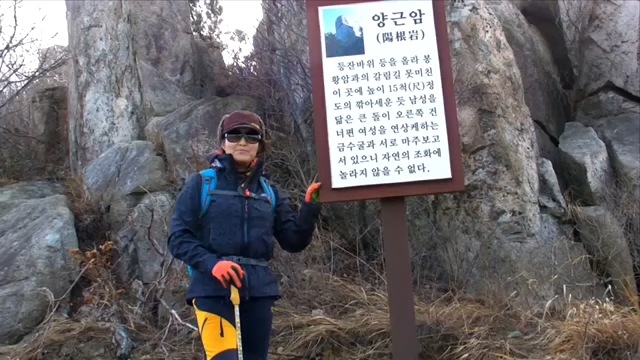 양근암
(陽根岩)
등잔바위 등을 올라 봉
황암과의 갈림길 못미친
이 곳에 높이 15척(尺)정
도의 깎아세운 듯 남성을
닮은 큰 돌이 오른쪽 건
너편 여성을 연상케하는
금수굴과 서로 마주보고
서 있으니 자연의 조화에
놀라지 않을 수 없다.